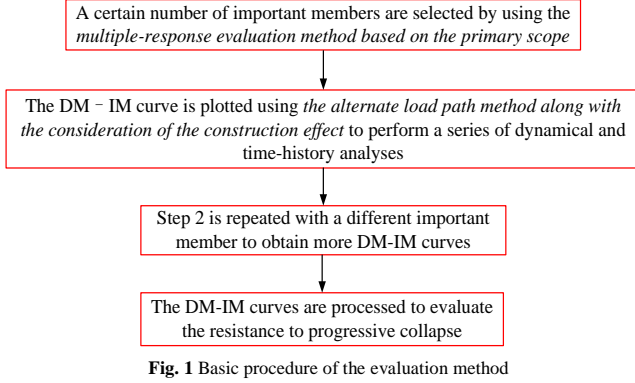 A certain number of important members are selected by using the
multiple-response evaluation method based on the primary scope
The DM – IM curve is plotted using the alternate load path method along with
the consideration of the construction effect to perform a series of dynamical and
time-history analyses
Step 2 is repeated with a different important
member to obtain more DM-IM curves
The DM-IM curves are processed to evaluate
the resistance to progressive collapse
Fig. 1 Basic procedure of the evaluation method